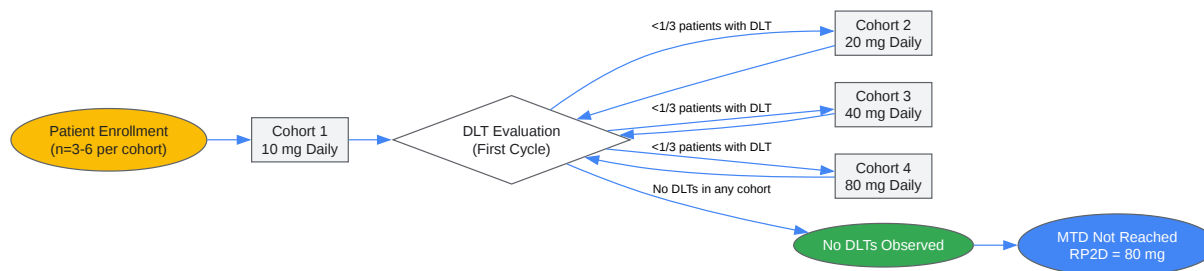 Patient Enrollment
(n=3-6 per cohort)
Cohort 1
10 mg Daily
DLT Evaluation
(First Cycle)
<1/3 patients with DLT
Cohort 2
20 mg Daily
<1/3 patients with DLT
Cohort 3
40 mg Daily
<1/3 patients with DLT
Cohort 4
80 mg Daily
No DLTs in any cohort
No DLTs Observed
MTD Not Reached
RP2D = 80 mg